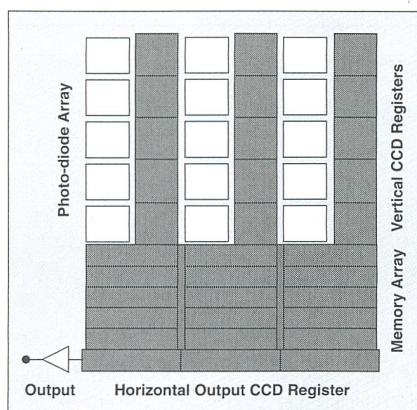 Photo-diode Array
Vertical CCD Registers
Memory Array
Output
Horizontal Output CCD Register